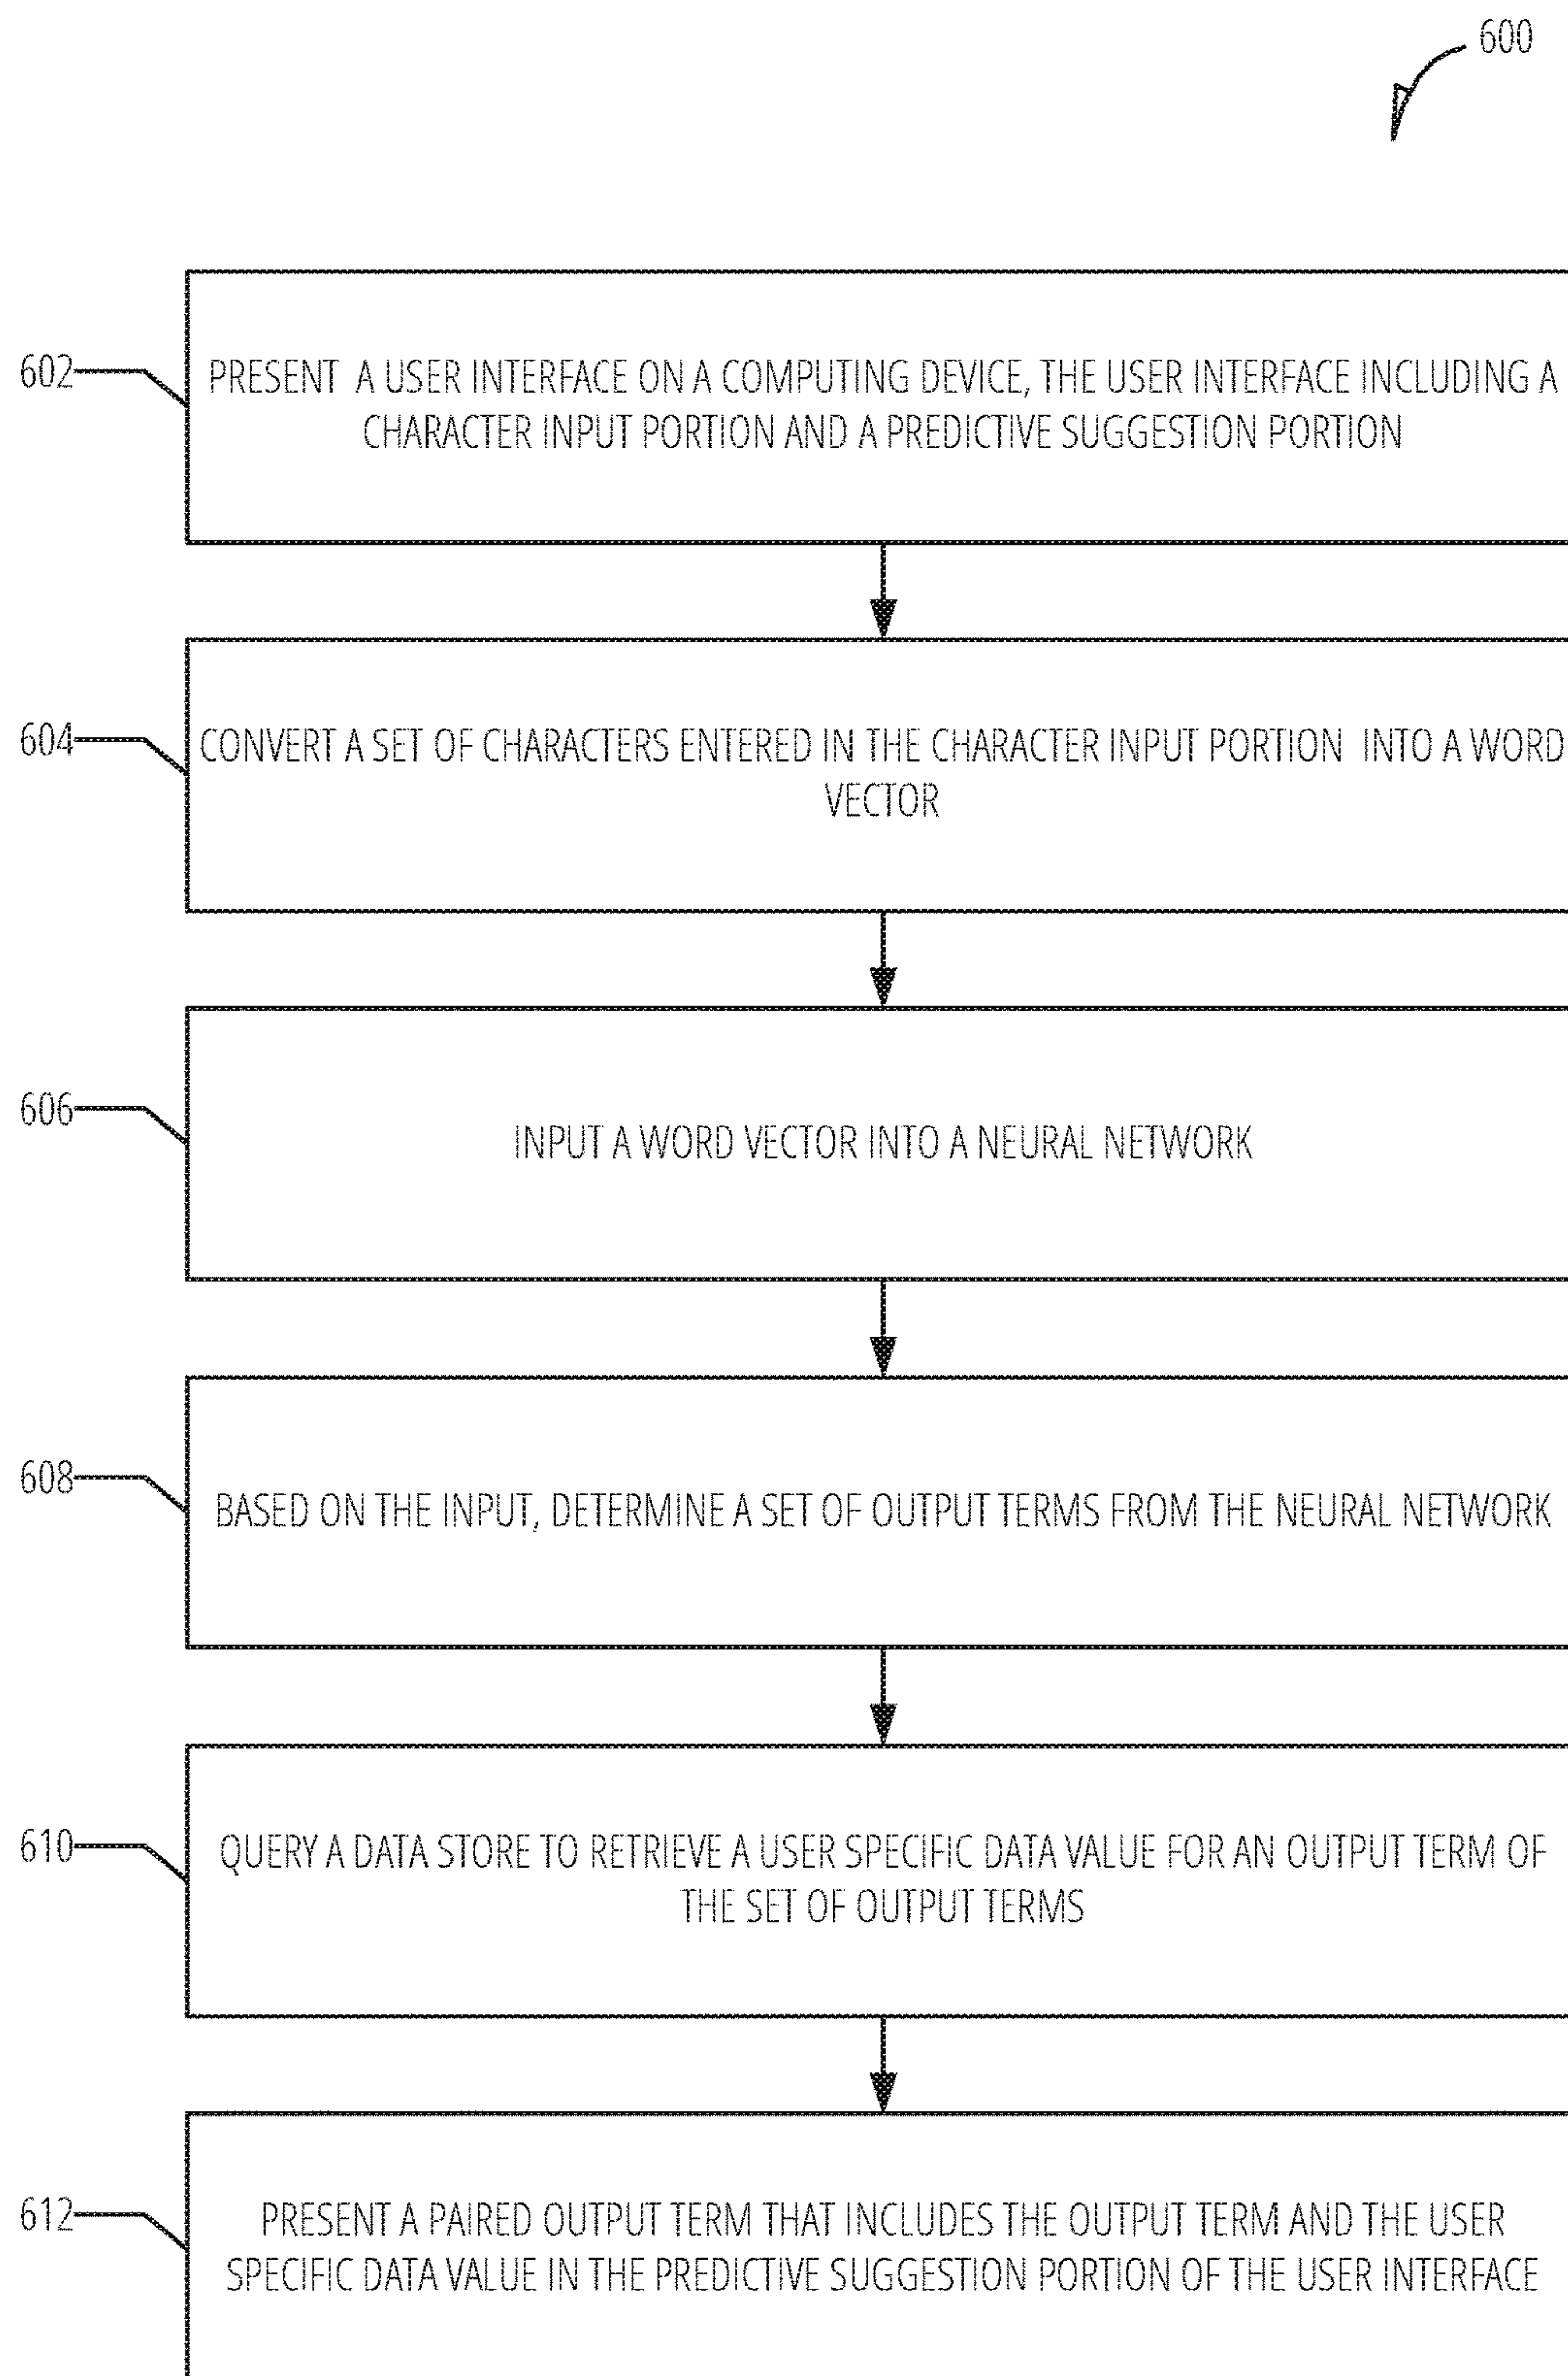 600
602
PRESENT A USER INTERFACE ON A COMPUTING DEVICE, THE USER INTERFACE INCLUDING A
CHARACTER INPUT PORTION AND A PREDICTIVE SUGGESTION PORTION
604
CONVERT A SET OF CHARACTERS ENTERED IN THE CHARACTER INPUT PORTION INTO A WORD
VECTOR
606
INPUT A WORD VECTOR INTO A NEURAL NETWORK
608
BASED ON THE INPUT, DETERMINE A SET OF OUTPUT TERMS FROM THE NEURAL NETWORK
610
QUERY A DATA STORE TO RETRIEVE A USER SPECIFIC DATA VALUE FOR AN OUTPUT TERM OF
THE SET OF OUTPUT TERMS
612
PRESENT A PAIRED OUTPUT TERM THAT INCLUDES THE OUTPUT TERM AND THE USER
SPECIFIC DATA VALUE IN THE PREDICTIVE SUGGESTION PORTION OF THE USER INTERFACE